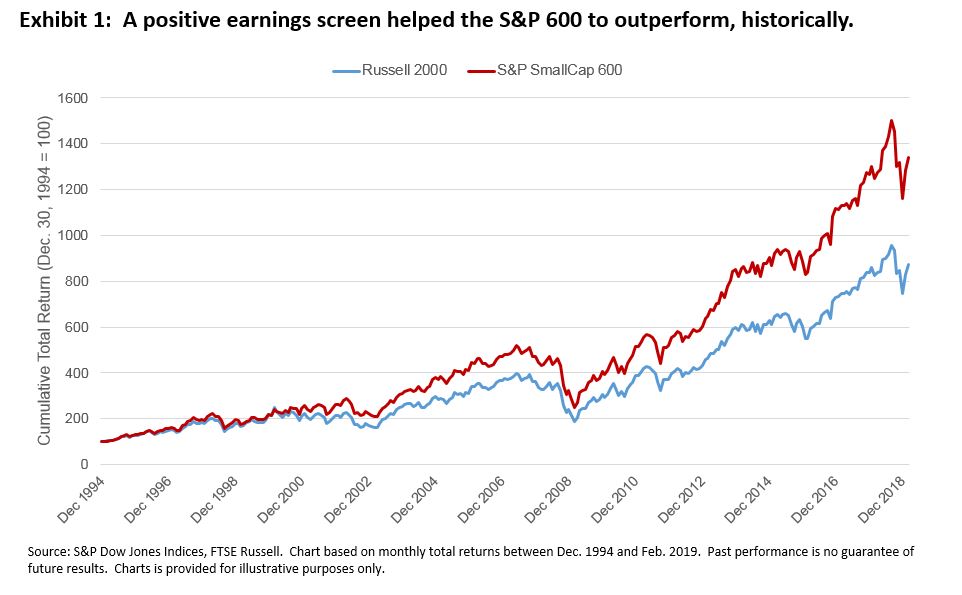 Exhibit 1:  A positive earnings screen helped the S&P 600 to outperform, historically.
Russell 2000
S&P SmallCap 600
Cumulative Total Return (Dec. 30, 1994 = 100)
1600
1400
1200
1000
800
600
400
200
0
Dec 1994
Dec 1996
Dec 1998
Dec 2000
Dec 2002
Dec 2004
Dec 2006
Dec 2008
Dec 2010
Dec 2012
Dec 2014
Dec 2016
Dec 2018
Source: S&P Dow Jones Indices, FTSE Russell.  Chart based on monthly total returns between Dec. 1994 and Feb. 2019.  Past performance is no guarantee of
future results.  Charts is provided for illustrative purposes only.